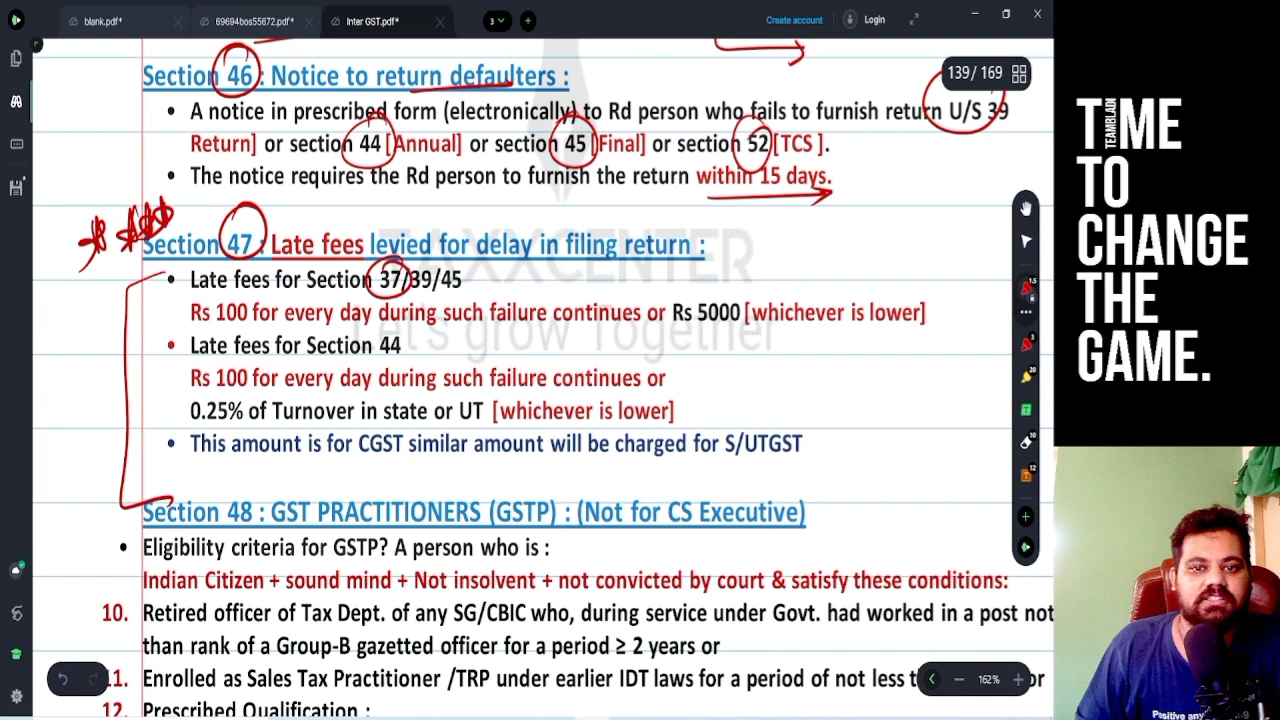 blank.pdf*
69694bos55672.pdf*
Inter GST.pdf*
3
Create account
Login
139/ 169
Section 46 : Notice to return defaulters :
• A notice in prescribed form (electronically) to Rd person who fails to furnish return U/S 39
Return] or section 44 [Annual] or section 45 [Final] or section 52 [TCS ].
• The notice requires the Rd person to furnish the return within 15 days.
Section 47 : Late fees levied for delay in filing return :
• Late fees for Section 37/39/45
Rs 100 for every day during such failure continues or Rs 5000 [whichever is lower]
• Late fees for Section 44
Rs 100 for every day during such failure continues or
0.25% of Turnover in state or UT [whichever is lower]
• This amount is for CGST similar amount will be charged for S/UTGST
Section 48 : GST PRACTITIONERS (GSTP) : (Not for CS Executive)
• Eligibility criteria for GSTP? A person who is :
Indian Citizen + sound mind + Not insolvent + not convicted by court & satisfy these conditions:
10. Retired officer of Tax Dept. of any SG/CBIC who, during service under Govt. had worked in a post not
than rank of a Group-B gazetted officer for a period ≥ 2 years or
11. Enrolled as Sales Tax Practitioner /TRP under earlier IDT laws for a period of not less or
12. Prescribed Qualification :
162%
TAXXCENTER
Let's grow Together
TIME
TEAMBLADE
TO
CHANGE
THE
GAME.
Positive